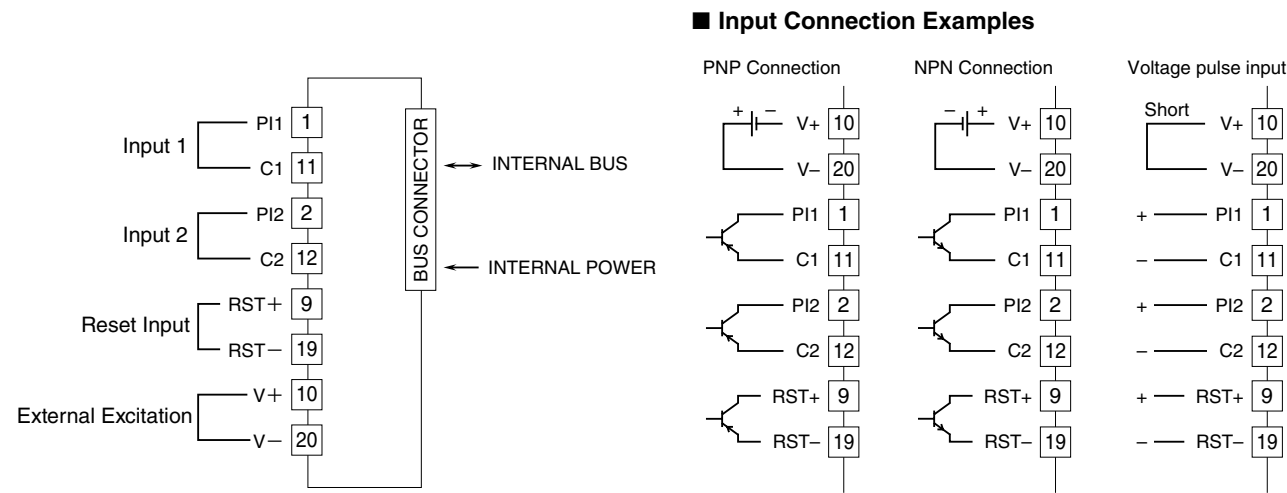 ■ Input Connection Examples
Input 1
PI1 1
C1 11
Input 2
PI2 2
C2 12
Reset Input
RST+ 9
RST− 19
External Excitation
V+ 10
V− 20
BUS CONNECTOR
INTERNAL BUS
INTERNAL POWER
PNP Connection
+ −
V+ 10
V− 20
PI1 1
C1 11
PI2 2
C2 12
RST+ 9
RST− 19
NPN Connection
− +
V+ 10
V− 20
PI1 1
C1 11
PI2 2
C2 12
RST+ 9
RST− 19
Voltage pulse input
Short
V+ 10
V− 20
+ PI1 1
− C1 11
+ PI2 2
− C2 12
+ RST+ 9
− RST− 19